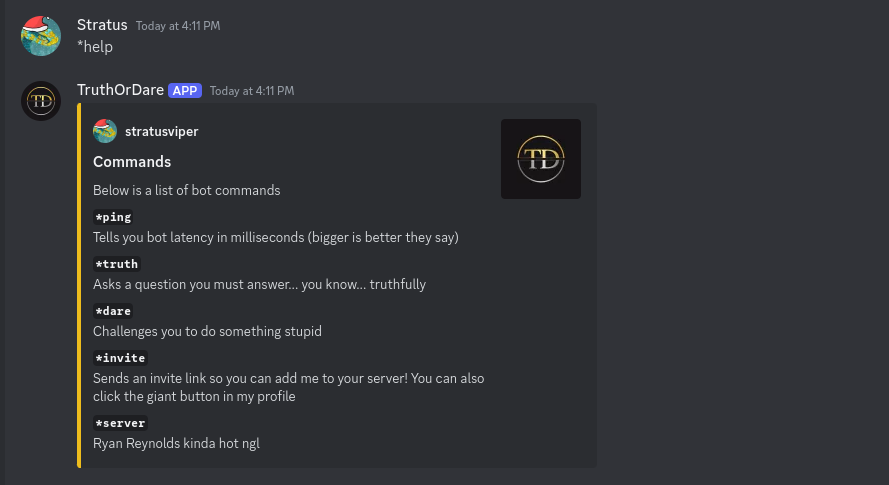 Stratus Today at 4:11 PM
*help
TD
TruthOrDare APP Today at 4:11 PM
stratusviper
TD
Commands
Below is a list of bot commands
*ping
Tells you bot latency in milliseconds (bigger is better they say)
*truth
Asks a question you must answer... you know... truthfully
*dare
Challenges you to do something stupid
*invite
Sends an invite link so you can add me to your server! You can also
click the giant button in my profile
*server
Ryan Reynolds kinda hot ngl